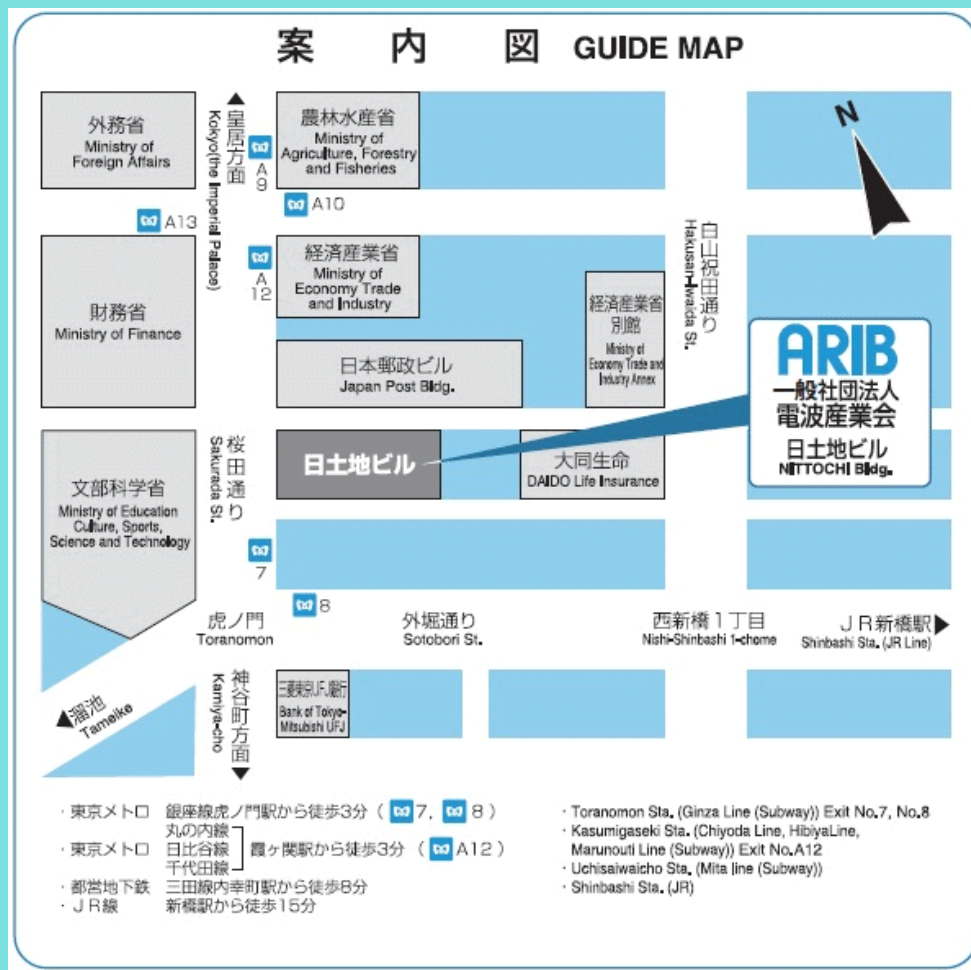 案内図 GUIDE MAP
外務省
Ministry of
Foreign Affairs
皇居方面
Kokyo(the Imperial Palace)
A9
農林水産省
Ministry of
Agriculture, Forestry
and Fisheries
N
A13
A10
財務省
Ministry of Finance
A12
経済産業省
Ministry of
Economy Trade
and Industry
白山祝田通り
Hakusan-Iwaida St.
経済産業省
別館
Ministry of
Economy Trade and
Industry Annex
日本郵政ビル
Japan Post Bldg.
ARIB
一般社団法人
電波産業会
日土地ビル
NITTOCHI Bldg.
文部科学省
Ministry of Education
Culture, Sports,
Science and Technology
桜田通り
Sakurada St.
日土地ビル
大同生命
DAIDO Life Insurance
7
8
虎ノ門
Toranomon
外堀通り
Sotobori St.
西新橋1丁目
Nishi-Shinbashi 1-chome
JR新橋駅
Shinbashi Sta. (JR Line)
溜池
Tameike
神谷町方面
Kamiya-cho
三菱東京UFJ銀行
Bank of Tokyo-
Mitsubishi UFJ
・東京メトロ 銀座線虎ノ門駅から徒歩3分 ( 7, 8 )
丸の内線
・東京メトロ 日比谷線 霞ヶ関駅から徒歩3分 ( A12 )
千代田線
・都営地下鉄 三田線内幸町駅から徒歩8分
・JR線 新橋駅から徒歩15分
・Toranomon Sta. (Ginza Line (Subway)) Exit No.7, No.8
・Kasumigaseki Sta. (Chiyoda Line, HibiyaLine,
Marunouti Line (Subway)) Exit No.A12
・Uchisaiwaicho Sta. (Mita line (Subway))
・Shinbashi Sta. (JR)